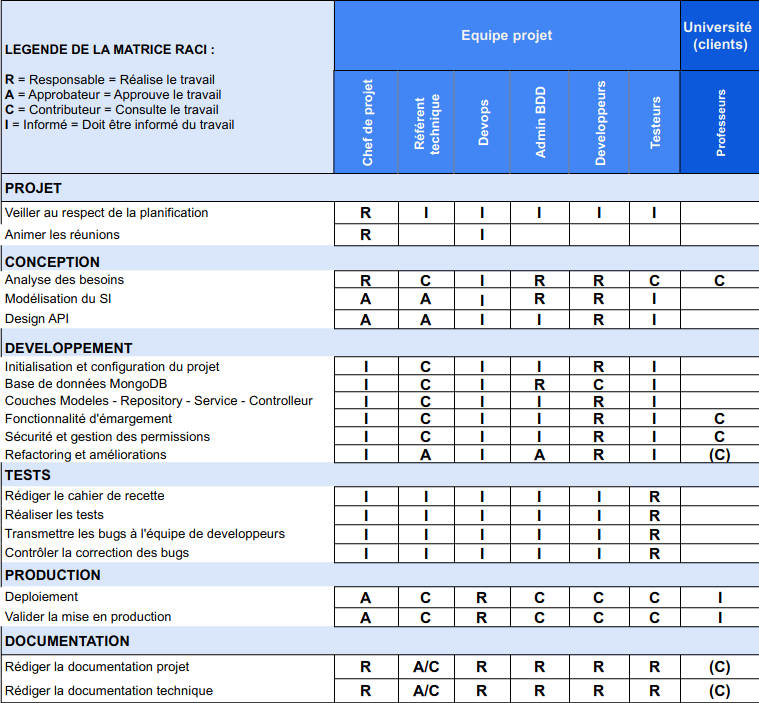 LEGENDE DE LA MATRICE RACI :
R = Responsable = Réalise le travail
A = Approbateur = Approuve le travail
C = Contributeur = Consulte le travail
I = Informé = Doit être informé du travail
Equipe projet
Université
(clients)
Chef de projet
Référent
technique
Devops
Admin BDD
Developpeurs
Testeurs
Professeurs
PROJET
Veiller au respect de la planification R I I I I I
Animer les réunions R I
CONCEPTION
Analyse des besoins R C I R R C C
Modélisation du SI A A I R R I
Design API A A I I R I
DEVELOPPEMENT
Initialisation et configuration du projet I C I I R I
Base de données MongoDB I C I R C I
Couches Modeles - Repository - Service - Controlleur I C I I R I
Fonctionnalité d'émargement I C I I R I C
Sécurité et gestion des permissions I C I I R I C
Refactoring et améliorations I A I A R I (C)
TESTS
Rédiger le cahier de recette I I I I I R
Réaliser les tests I I I I I R
Transmettre les bugs à l'équipe de developpeurs I I I I I R
Contrôler la correction des bugs I I I I I R
PRODUCTION
Deploiement A C R C C C I
Valider la mise en production A C R C C C I
DOCUMENTATION
Rédiger la documentation projet R A/C R R R R (C)
Rédiger la documentation technique R A/C R R R R (C)